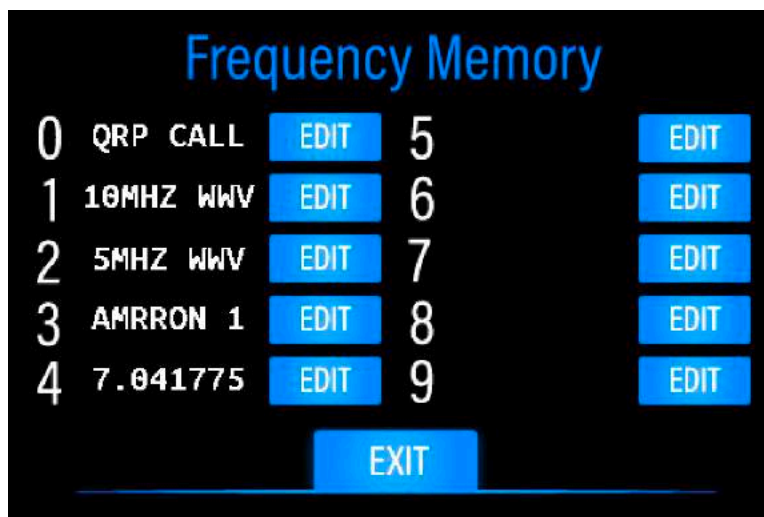 Frequency Memory
0 QRP CALL EDIT 5 EDIT
1 10MHZ WWV EDIT 6 EDIT
2 5MHZ WWV EDIT 7 EDIT
3 AMRRON 1 EDIT 8 EDIT
4 7.041775 EDIT 9 EDIT
EXIT